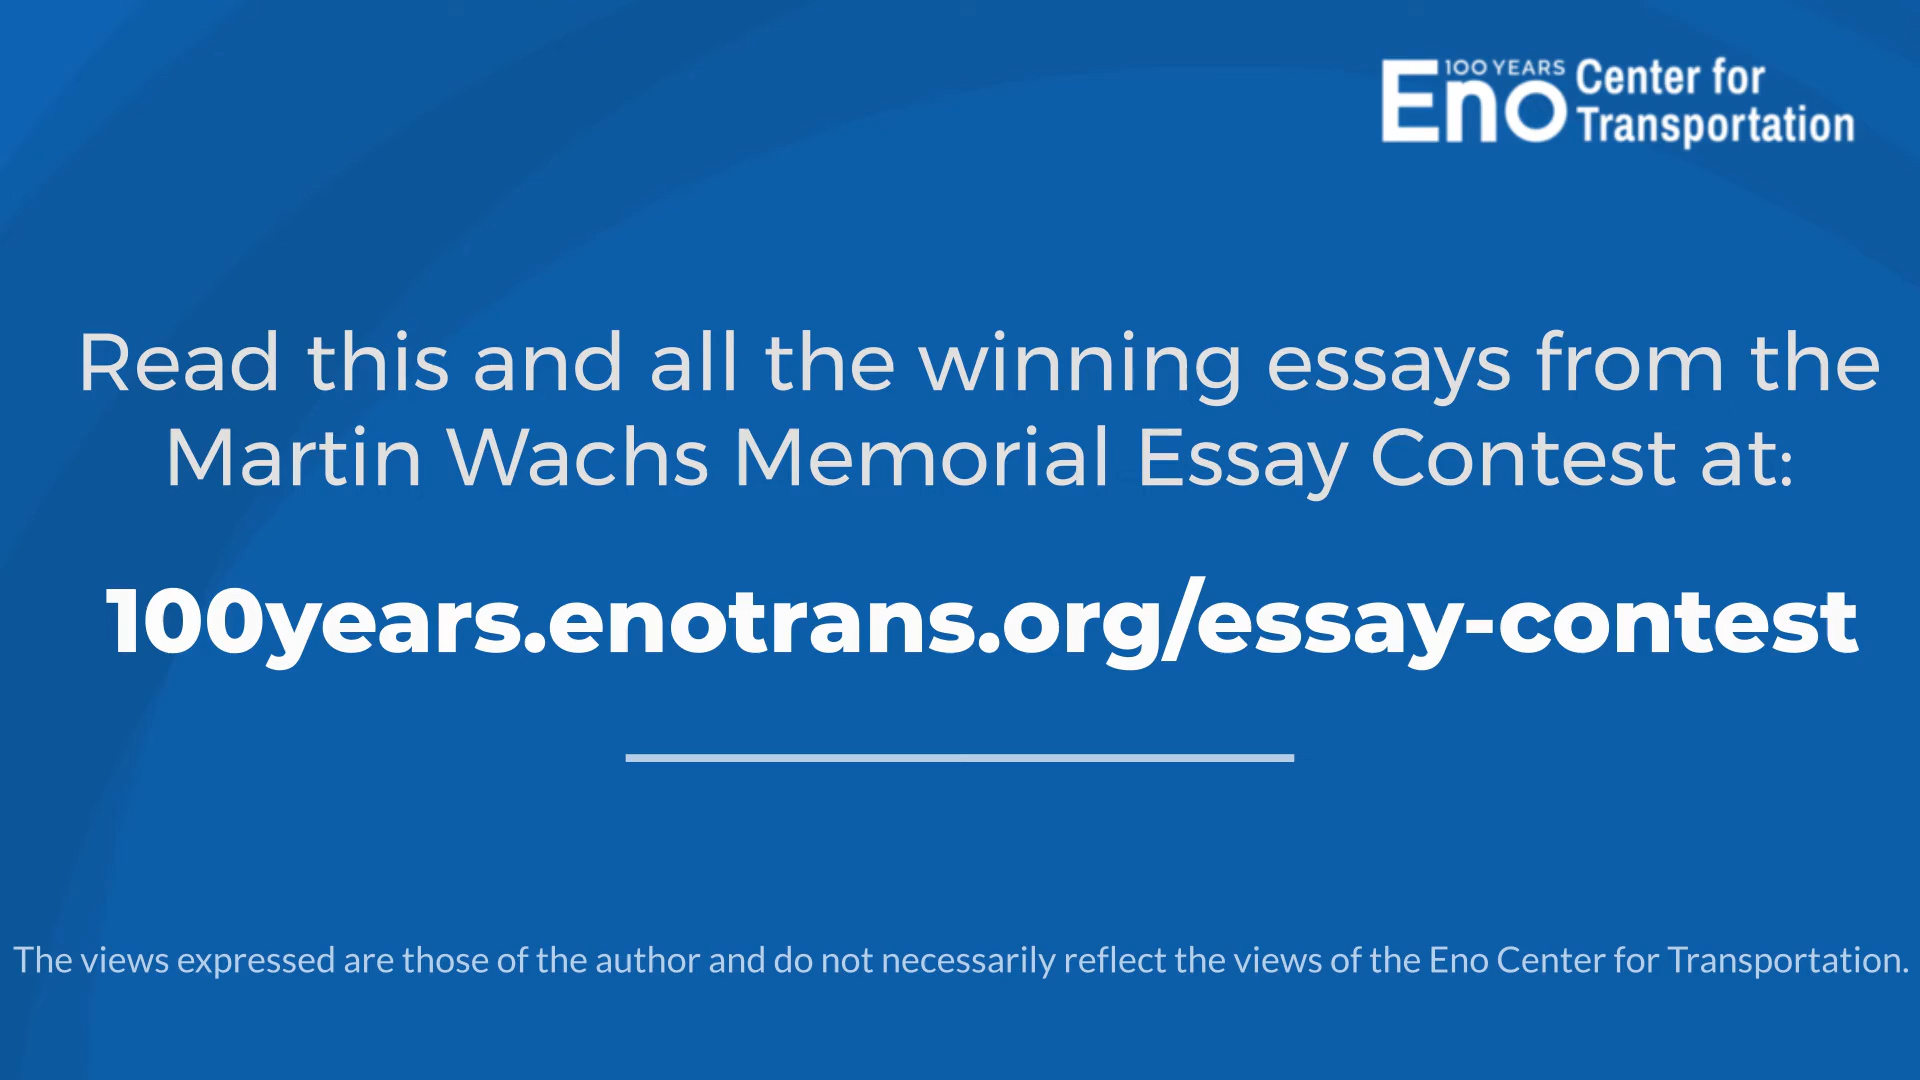 100 YEARS
Eno Center for
Transportation
Read this and all the winning essays from the
Martin Wachs Memorial Essay Contest at:
100years.enotrans.org/essay-contest
The views expressed are those of the author and do not necessarily reflect the views of the Eno Center for Transportation.